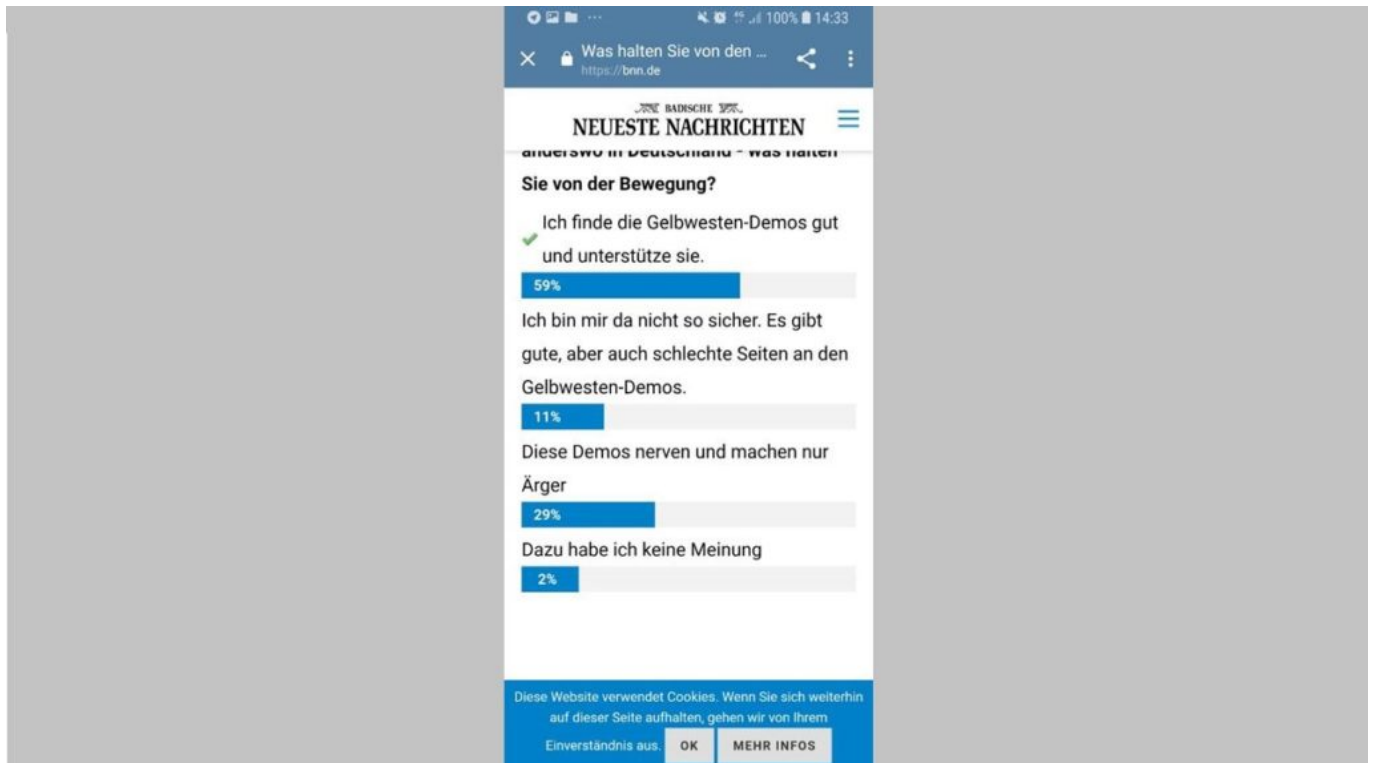 100% 14:33
Was halten Sie von den ...
https://bnn.de
BADISCHE
NEUESTE NACHRICHTEN
anderswo in Deutschland - was halten
Sie von der Bewegung?
Ich finde die Gelbwesten-Demos gut
und unterstütze sie.
59%
Ich bin mir da nicht so sicher. Es gibt
gute, aber auch schlechte Seiten an den
Gelbwesten-Demos.
11%
Diese Demos nerven und machen nur
Ärger
29%
Dazu habe ich keine Meinung
2%
Diese Website verwendet Cookies. Wenn Sie sich weiterhin
auf dieser Seite aufhalten, gehen wir von Ihrem
Einverständnis aus. OK MEHR INFOS